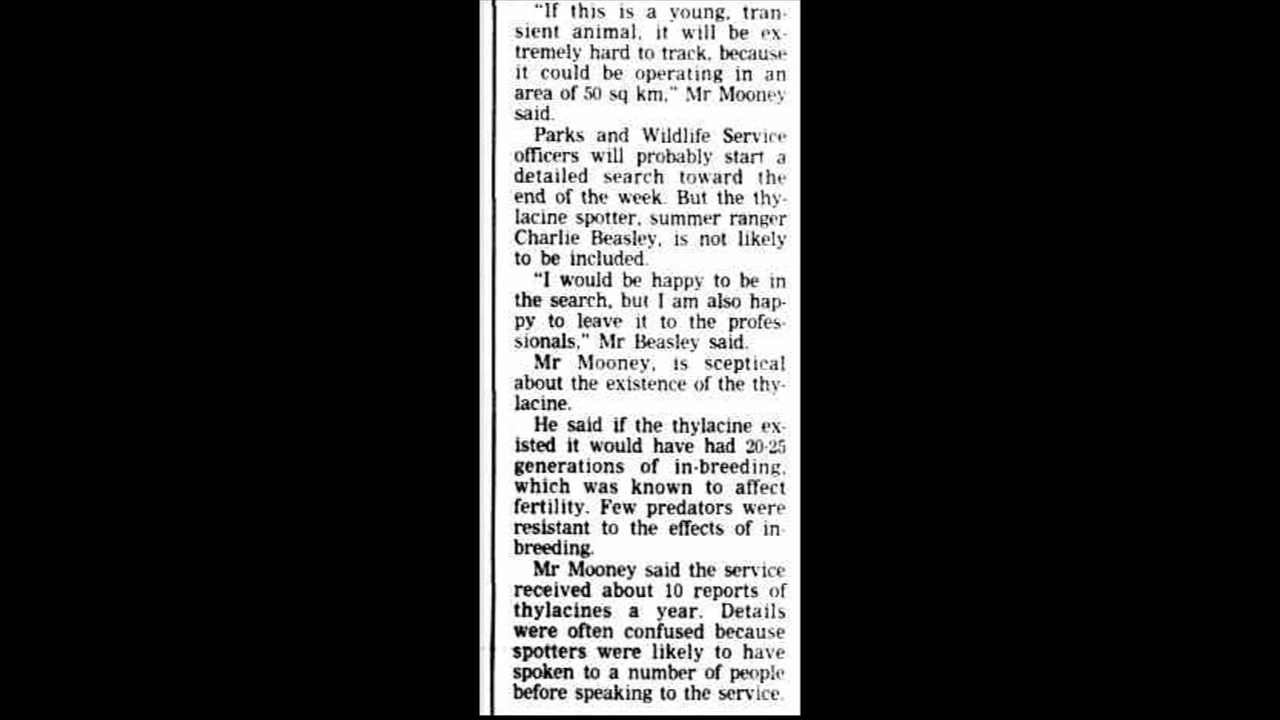 "If this is a young, tran-
sient animal, it will be ex-
tremely hard to track, because
it could be operating in an
area of 50 sq km," Mr Mooney
said.
Parks and Wildlife Service
officers will probably start a
detailed search toward the
end of the week. But the thy-
lacine spotter, summer ranger
Charlie Beasley, is not likely
to be included.
"I would be happy to be in
the search, but I am also hap-
py to leave it to the profes-
sionals," Mr Beasley said.
Mr Mooney, is sceptical
about the existence of the thy-
lacine.
He said if the thylacine ex-
isted it would have had 20-25
generations of in-breeding,
which was known to affect
fertility. Few predators were
resistant to the effects of in-
breeding.
Mr Mooney said the service
received about 10 reports of
thylacines a year. Details
were often confused because
spotters were likely to have
spoken to a number of people
before speaking to the service.